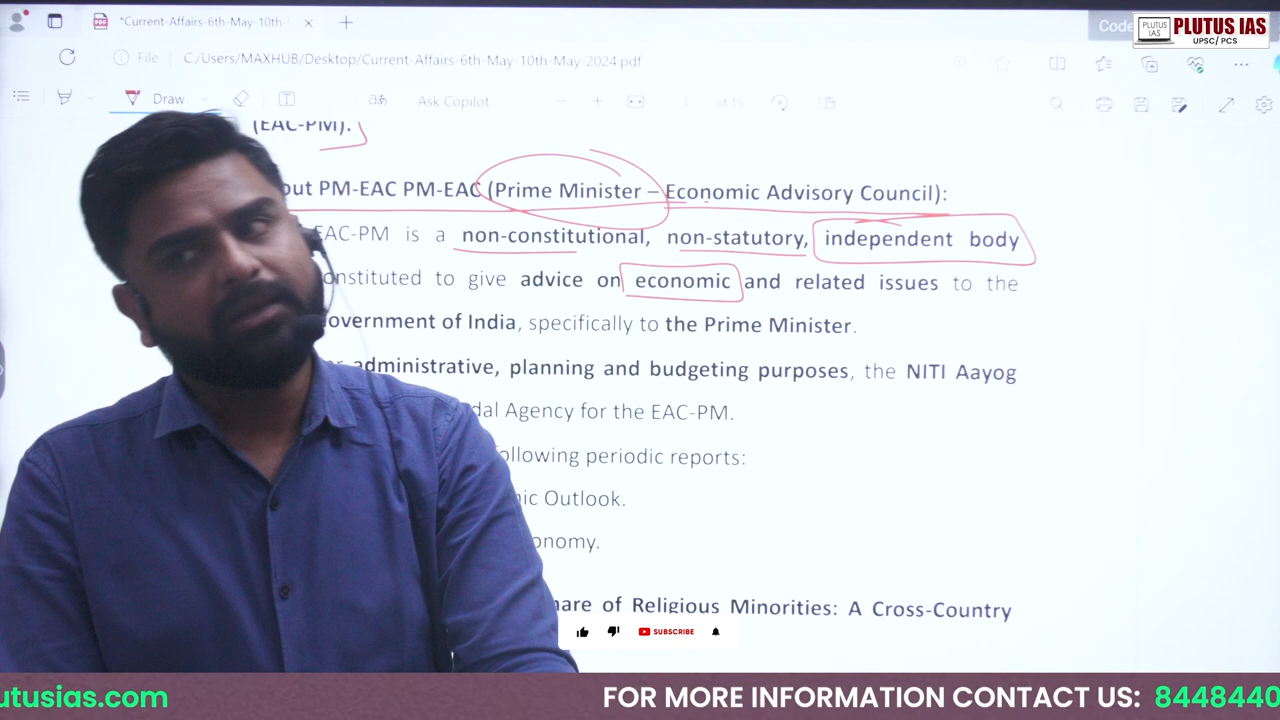 *Current-Affairs-6th-May-10th
PLUTUS IAS
UPSC/ PCS
PLUTUS IAS
File C:/Users/MAXHUB/Desktop/Current-Affairs-6th-May-10th-May-2024.pdf
Draw Ask Copilot of 15
(EAC-PM).
out PM-EAC PM-EAC (Prime Minister – Economic Advisory Council):
EAC-PM is a non-constitutional, non-statutory, independent body
onstituted to give advice on economic and related issues to the
overnment of India, specifically to the Prime Minister.
administrative, planning and budgeting purposes, the NITI Aayog
dal Agency for the EAC-PM.
ollowing periodic reports:
ic Outlook.
onomy.
hare of Religious Minorities: A Cross-Country
SUBSCRIBE
utusias.com FOR MORE INFORMATION CONTACT US: 8448440